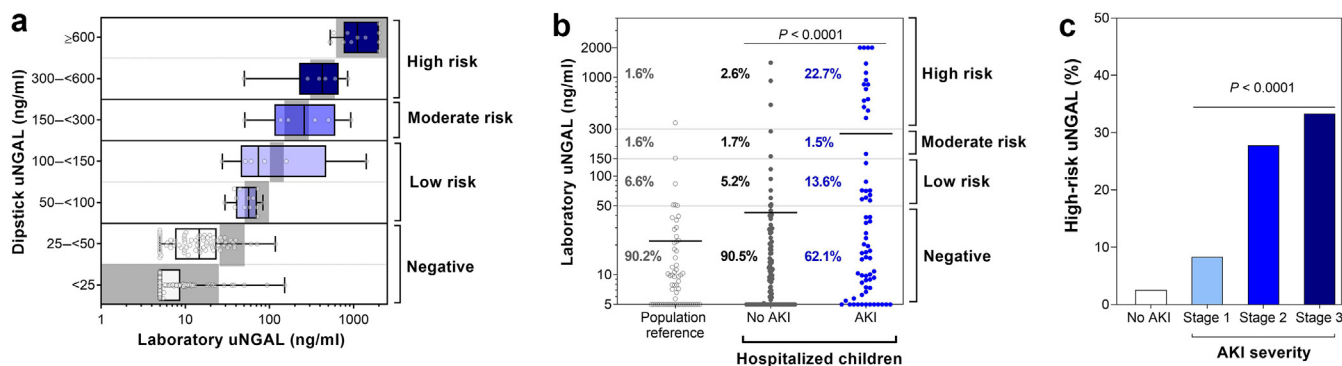 a
Dipstick uNGAL (ng/ml)
≥600
300–<600
150–<300
100–<150
50–<100
25–<50
<25
1
10
100
1000
Laboratory uNGAL (ng/ml)
High risk
Moderate risk
Low risk
Negative
b
P < 0.0001
Laboratory uNGAL (ng/ml)
2000
1000
300
150
50
10
5
1.6%
2.6%
22.7%
High risk
1.6%
1.7%
1.5%
Moderate risk
6.6%
5.2%
13.6%
Low risk
90.2%
90.5%
62.1%
Negative
Population
reference
No AKI
AKI
Hospitalized children
c
High-risk uNGAL (%)
50
40
30
20
10
0
P < 0.0001
No AKI
Stage 1
Stage 2
Stage 3
AKI severity